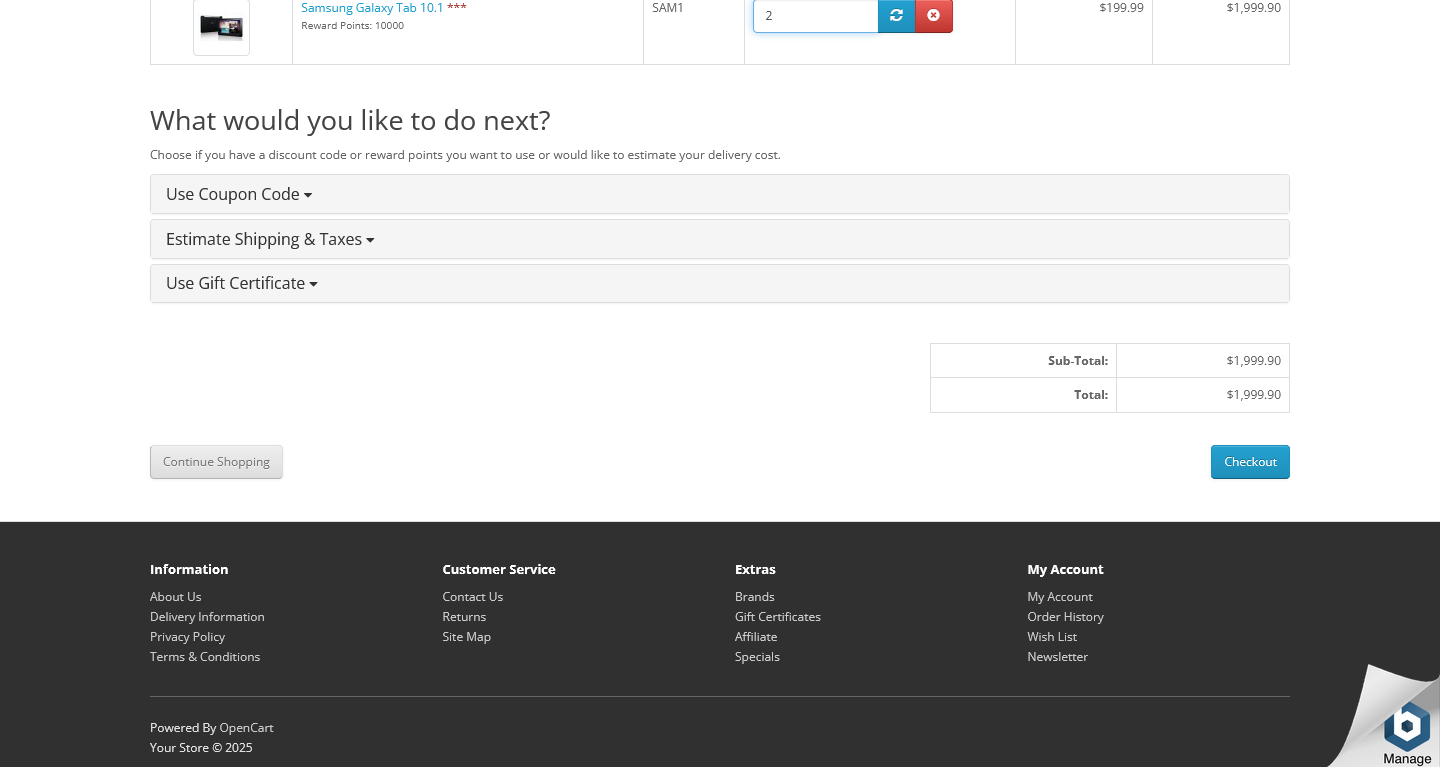 Samsung Galaxy Tab 10.1 ***
Reward Points: 10000
SAM1
2
$199.99
$1,999.90
What would you like to do next?
Choose if you have a discount code or reward points you want to use or would like to estimate your delivery cost.
Use Coupon Code
Estimate Shipping & Taxes
Use Gift Certificate
Sub-Total:
$1,999.90
Total:
$1,999.90
Continue Shopping
Checkout
Information
About Us
Delivery Information
Privacy Policy
Terms & Conditions
Customer Service
Contact Us
Returns
Site Map
Extras
Brands
Gift Certificates
Affiliate
Specials
My Account
My Account
Order History
Wish List
Newsletter
Powered By OpenCart
Your Store © 2025
Manage